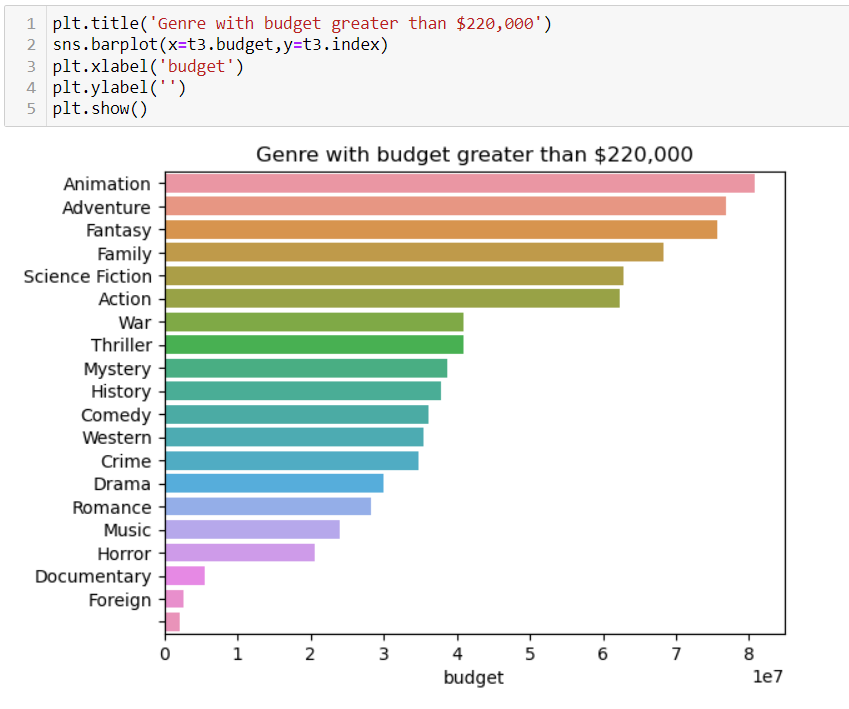 1 plt.title('Genre with budget greater than $220,000')
2 sns.barplot(x=t3.budget,y=t3.index)
3 plt.xlabel('budget')
4 plt.ylabel('')
5 plt.show()
Genre with budget greater than $220,000
Animation
Adventure
Fantasy
Family
Science Fiction
Action
War
Thriller
Mystery
History
Comedy
Western
Crime
Drama
Romance
Music
Horror
Documentary
Foreign
0 1 2 3 4 5 6 7 8
budget
1e7